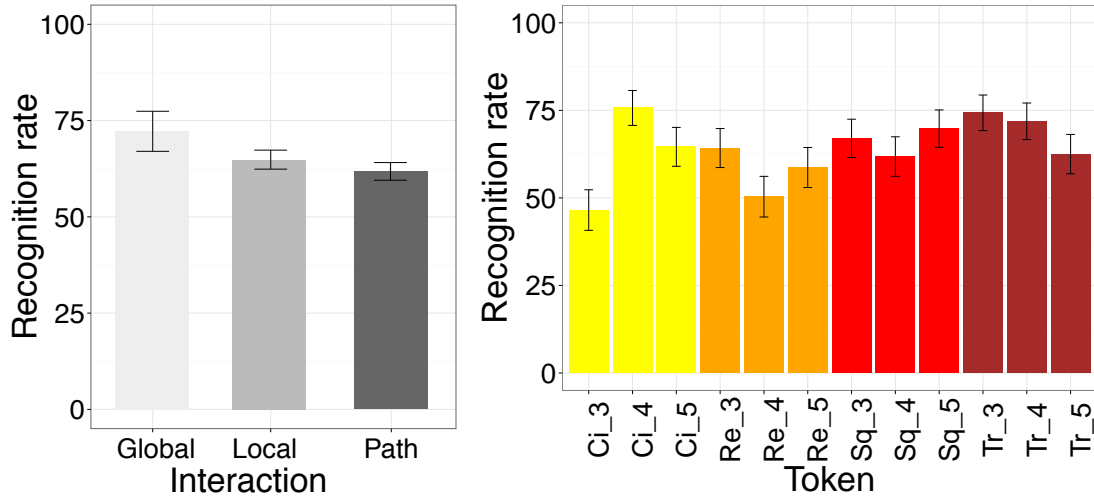 Recognition rate
100
75
50
25
0
Global Local Path
Interaction
Recognition rate
100
75
50
25
0
Ci_3 Ci_4 Ci_5 Re_3 Re_4 Re_5 Sq_3 Sq_4 Sq_5 Tr_3 Tr_4 Tr_5
Token